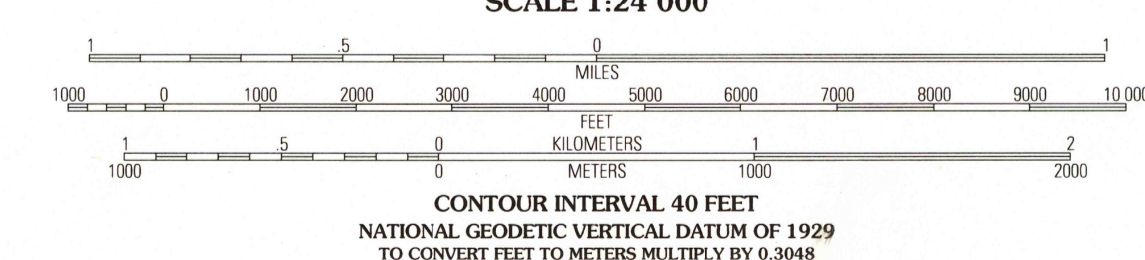 SCALE 1:24 000
1 .5 0 1
MILES
1000 0 1000 2000 3000 4000 5000 6000 7000 8000 9000 10 000
FEET
1 .5 0 KILOMETERS 1 2
1000 0 METERS 1000 2000
CONTOUR INTERVAL 40 FEET
NATIONAL GEODETIC VERTICAL DATUM OF 1929
TO CONVERT FEET TO METERS MULTIPLY BY 0.3048